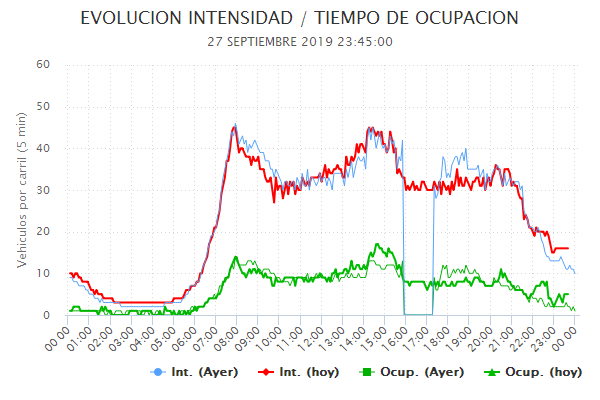 EVOLUCION INTENSIDAD / TIEMPO DE OCUPACION
27 SEPTIEMBRE 2019 23:45:00
Vehiculos por carril (5 min)
60
50
40
30
20
10
0
00:00 01:00 02:00 03:00 04:00 05:00 06:00 07:00 08:00 09:00 10:00 11:00 12:00 13:00 14:00 15:00 16:00 17:00 18:00 19:00 20:00 21:00 22:00 23:00 00:00
Int. (Ayer) Int. (hoy) Ocup. (Ayer) Ocup. (hoy)